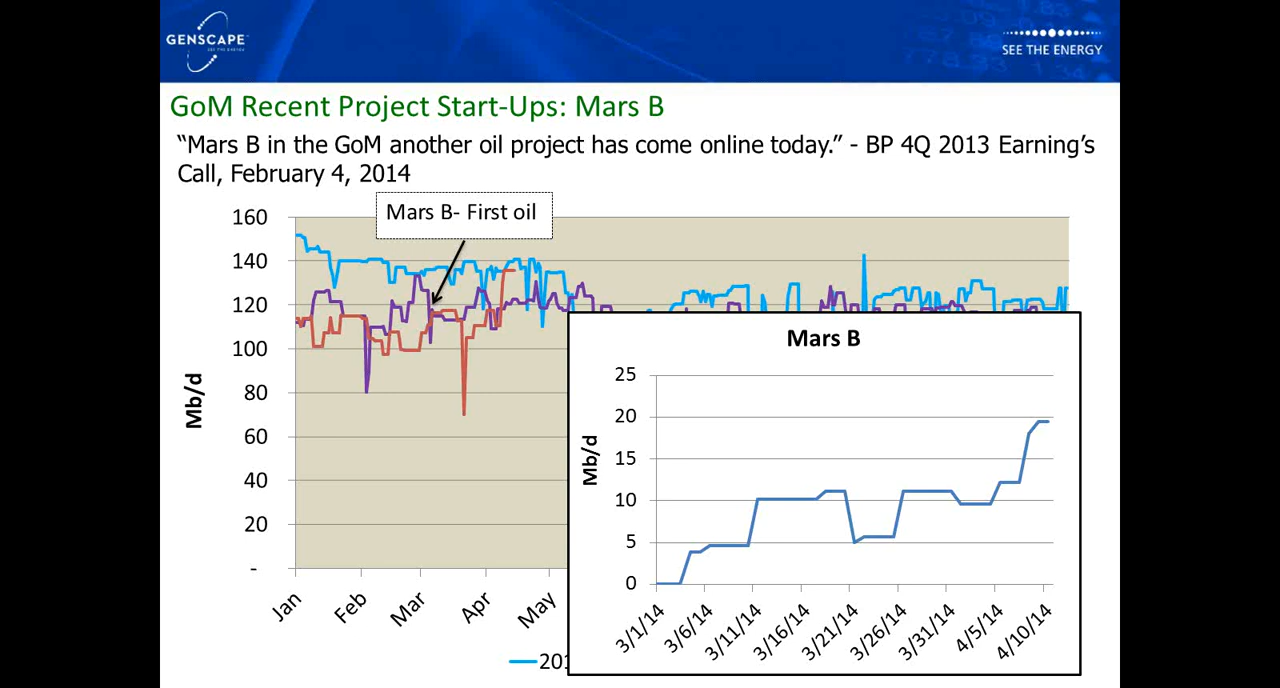 GENSCAPE
SEE THE ENERGY
SEE THE ENERGY
GoM Recent Project Start-Ups: Mars B
“Mars B in the GoM another oil project has come online today.” - BP 4Q 2013 Earning’s
Call, February 4, 2014
Mars B- First oil
160
140
120
100
80
60
40
20
-
Mb/d
Jan
Feb
Mar
Apr
May
201
Mars B
25
20
15
10
5
0
Mb/d
3/1/14
3/6/14
3/11/14
3/16/14
3/21/14
3/26/14
3/31/14
4/5/14
4/10/14